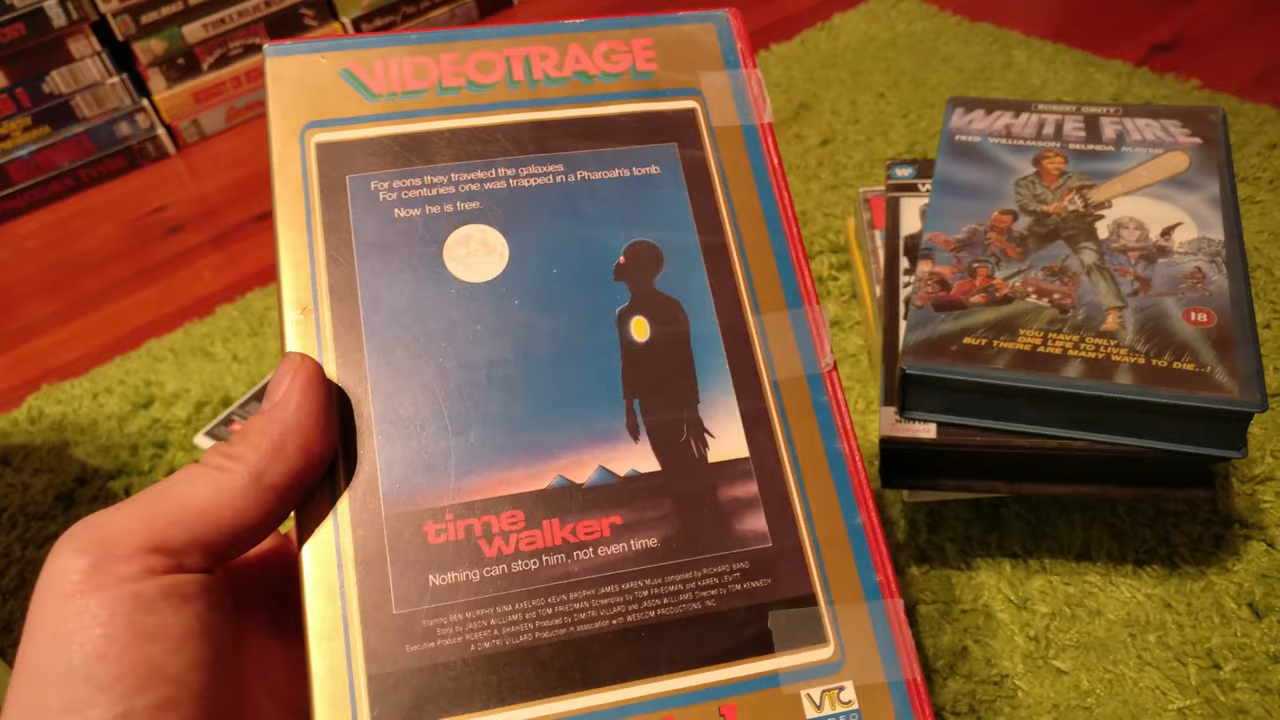 VIDEOTRAGE
For eons they traveled the galaxies.
For centuries one was trapped in a Pharoah's tomb.
Now he is free.
time
walker
Nothing can stop him, not even time.
Starring BEN MURPHY NINA AXELROD KEVIN BROPHY JAMES KAREN Music composed by RICHARD BAND
Story by JASON WILLIAMS and TOM FRIEDMAN Screenplay by TOM FRIEDMAN and KAREN LEVITT
Executive Producer ROBERT A. SHAHEEN Produced by DIMITRI VILLARD and JASON WILLIAMS Directed by TOM KENNEDY
A DIMITRI VILLARD Production in association with WESCOM PRODUCTIONS, INC
VTC
ROBERT GINTY
WHITE FIRE
FRED WILLIAMSON · BELINDA MAYNE
18
YOU HAVE ONLY
ONE LIFE TO LIVE...
BUT THERE ARE MANY WAYS TO DIE..!